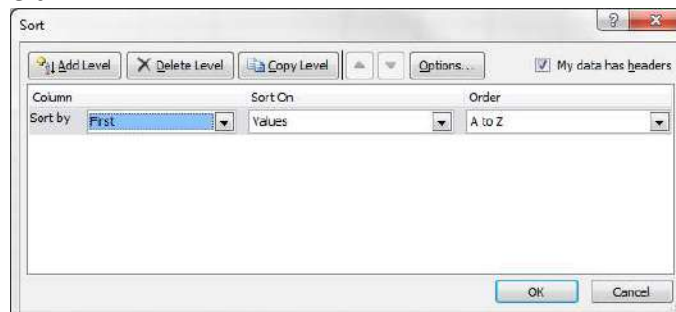 Sort
Add Level Delete Level Copy Level Options... My data has headers
Column Sort On Order
Sort by First Values A to Z
OK Cancel